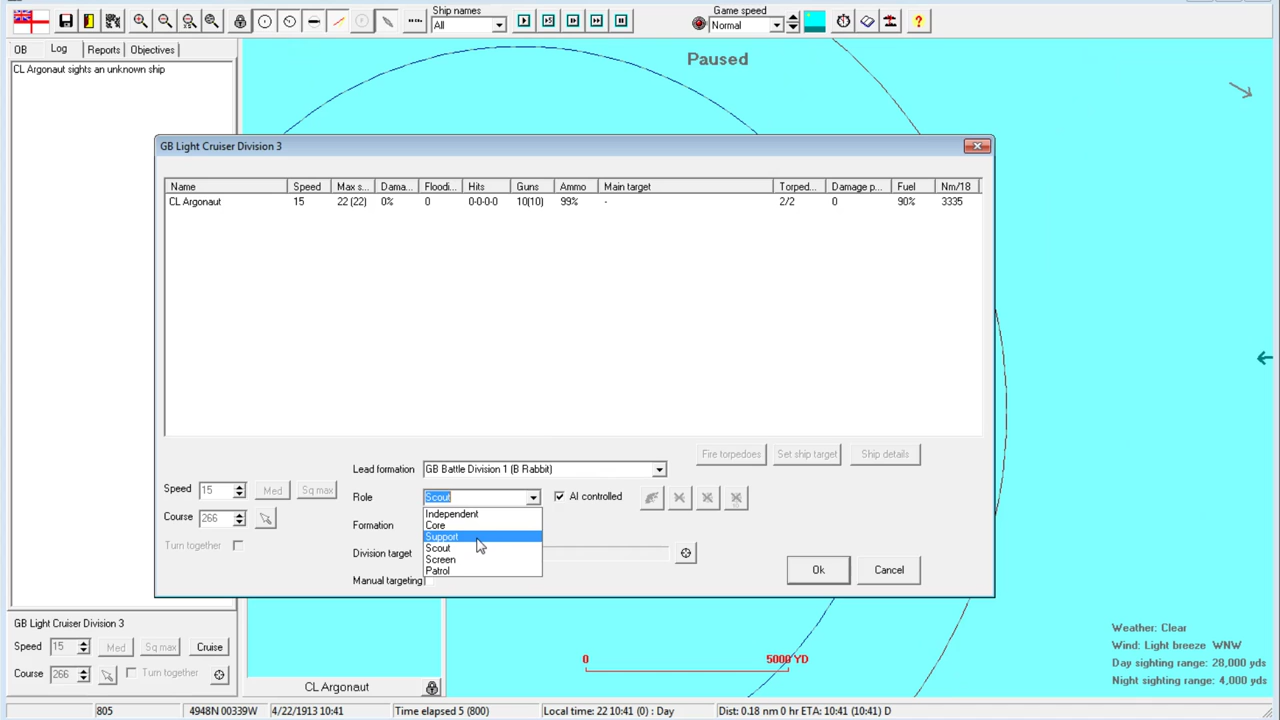 Ship names
All
Game speed
Normal
OB Log Reports Objectives
CL Argonaut sights an unknown ship
Paused
GB Light Cruiser Division 3
Name Speed Max s... Dama... Floodi... Hits Guns Ammo Main target Torped... Damage p... Fuel Nm/18
CL Argonaut 15 22 (22) 0% 0 0-0-0-0 10(10) 99% - 2/2 0 90% 3335
Fire torpedoes Set ship target Ship details
Lead formation GB Battle Division 1 (B Rabbit)
Speed 15 Med Sq max
Role Scout AI controlled
Course 266
Independent
Core
Support
Scout
Screen
Patrol
Formation
Turn together
Division target
Manual targeting
Ok Cancel
GB Light Cruiser Division 3
Speed 15 Med Sq max Cruise
Course 266 Turn together
CL Argonaut
0 5000 YD
Weather: Clear
Wind: Light breeze WNW
Day sighting range: 28,000 yds
Night sighting range: 4,000 yds
805 4948N 00339W 4/22/1913 10:41 Time elapsed 5 (800) Local time: 22 10:41 (0) : Day Dist: 0.18 nm 0 hr ETA: 10:41 (10:41) D